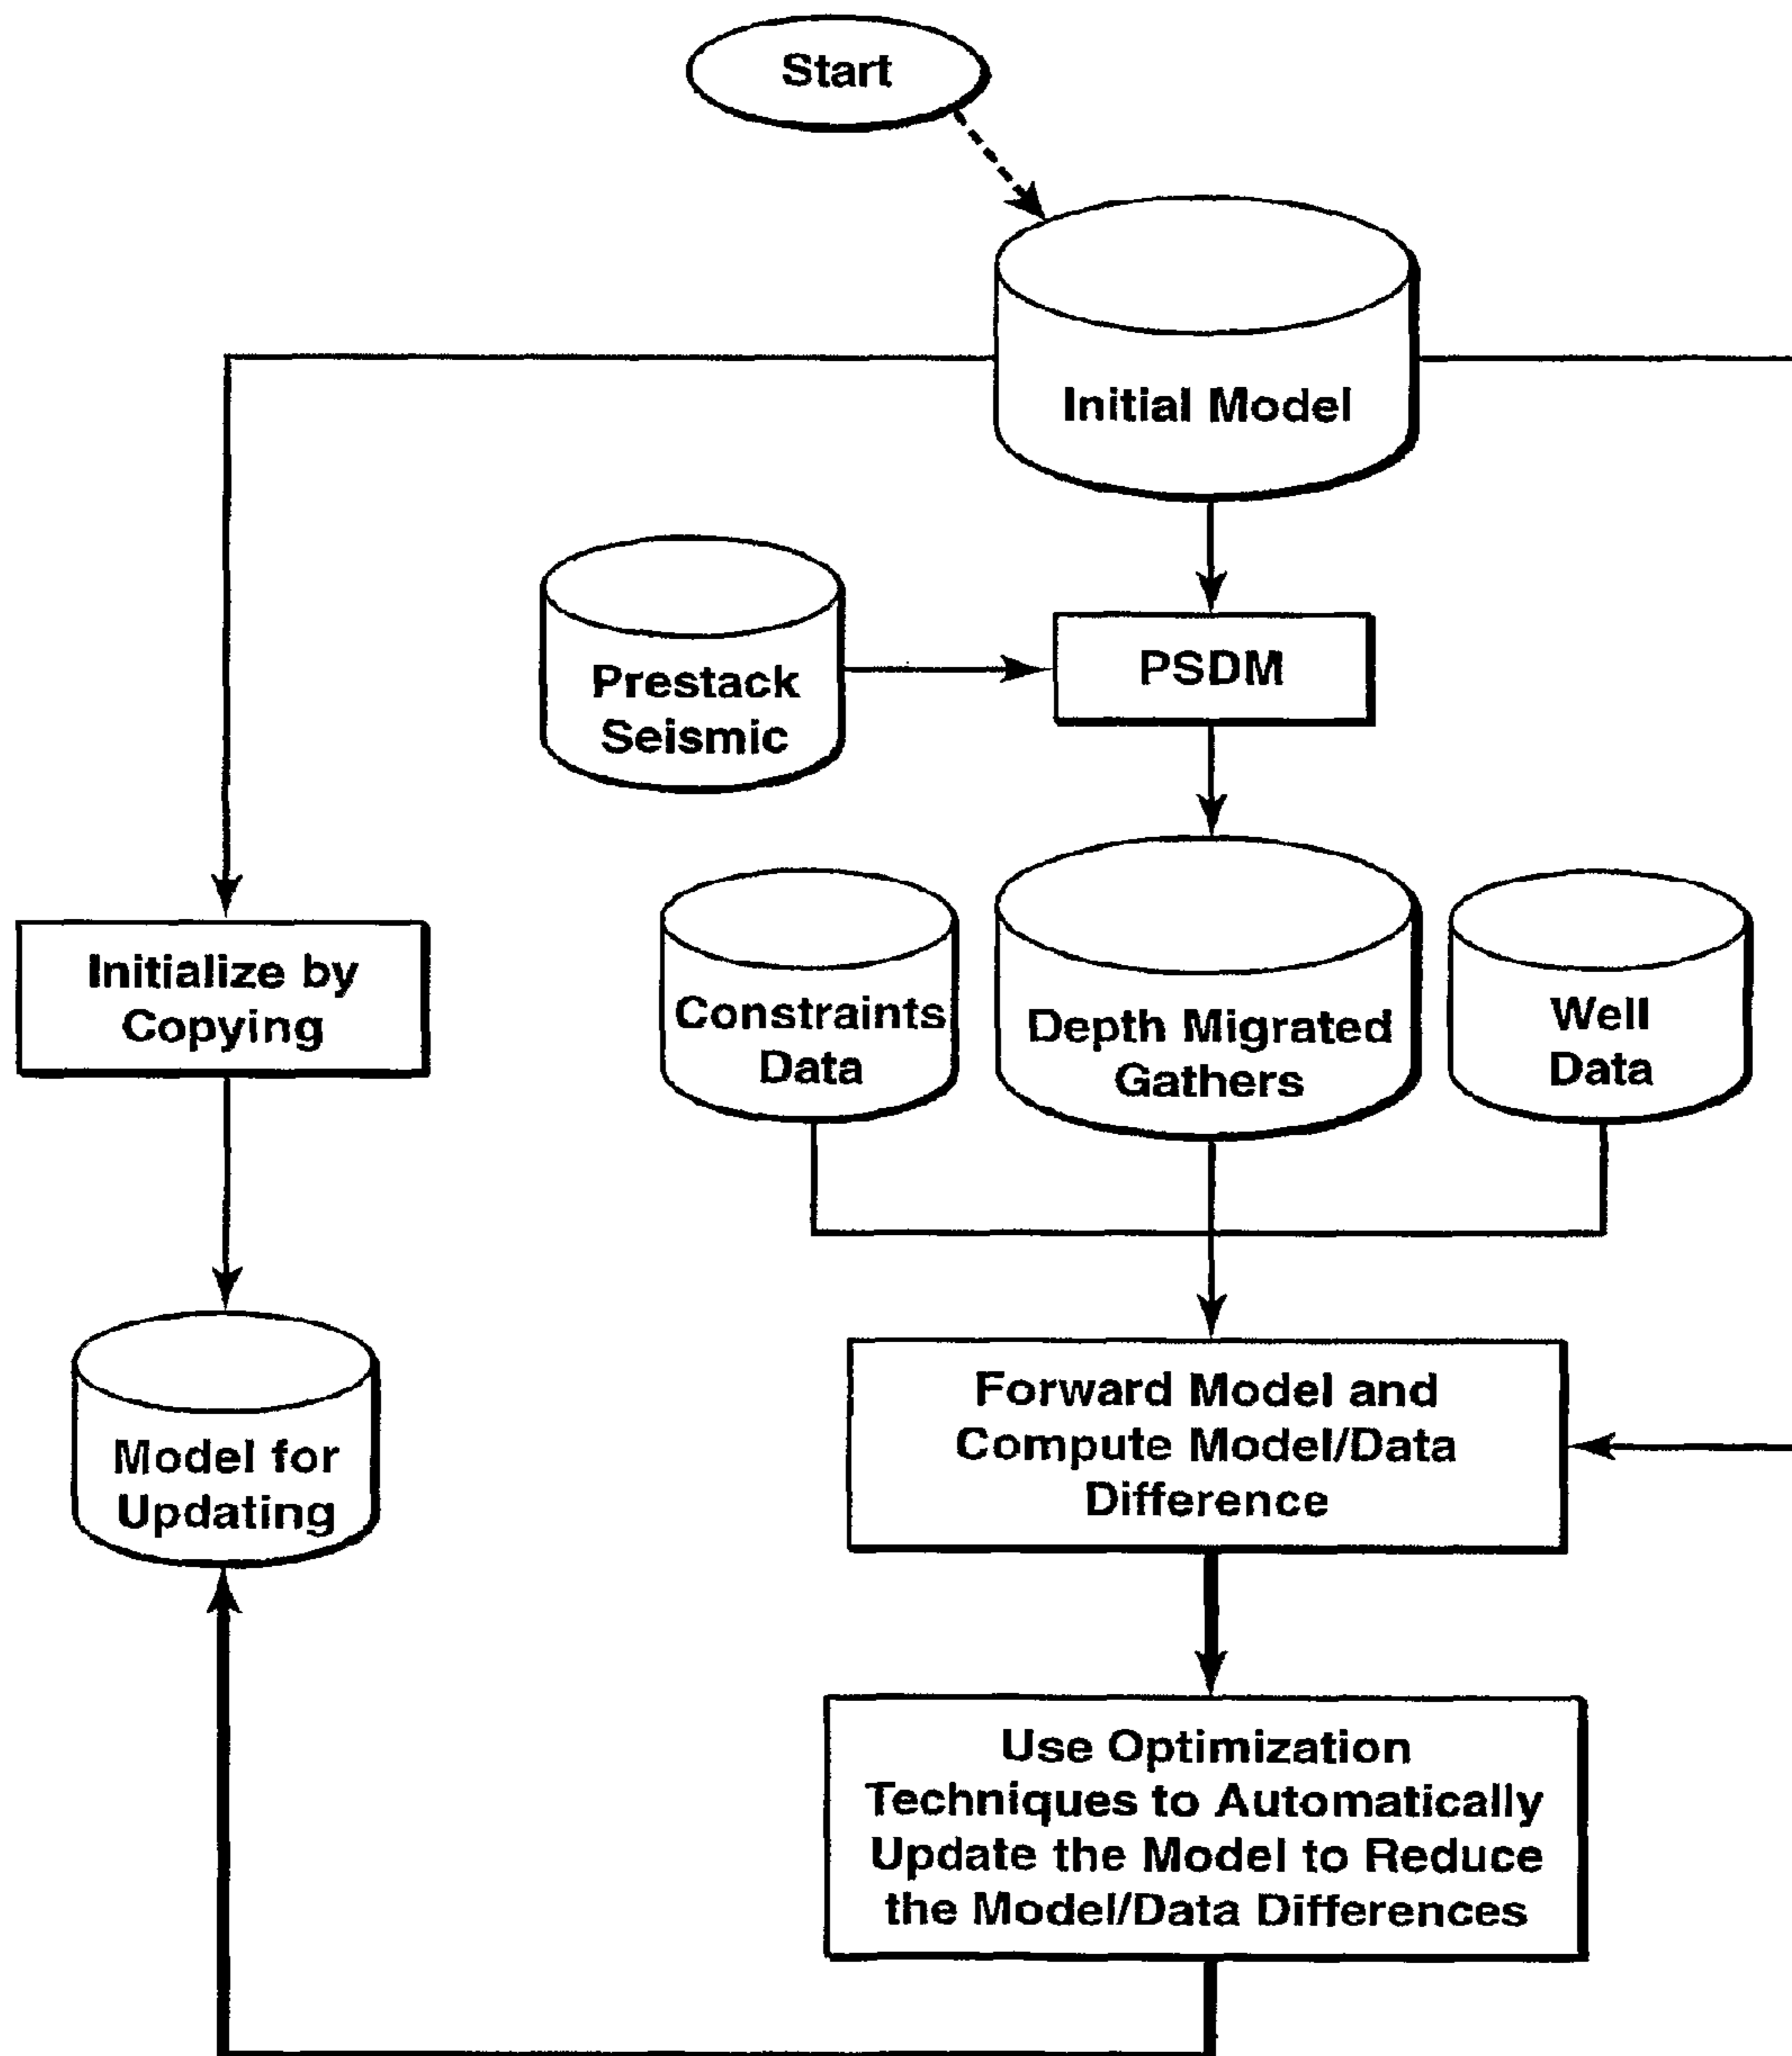 Start
Initial Model
Prestack
Seismic
PSDM
Initialize by
Copying
Constraints
Data
Depth Migrated
Gathers
Well
Data
Model for
Updating
Forward Model and
Compute Model/Data
Difference
Use Optimization
Techniques to Automatically
Update the Model to Reduce
the Model/Data Differences